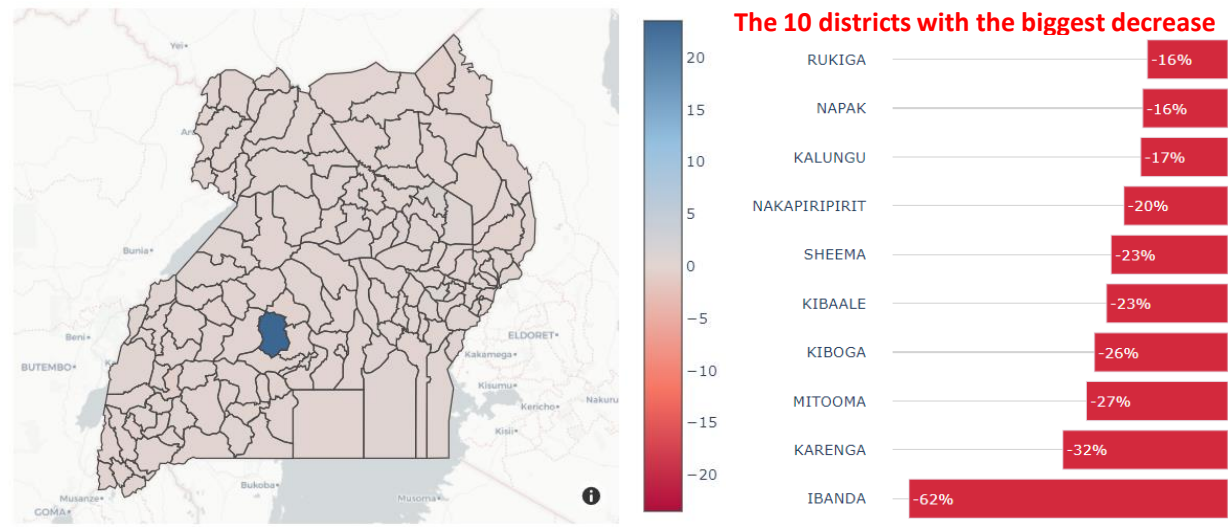 Yei
Ar
Bunia
Beni
BUTEMBO
K
ELDORET
Kakamega
Kisumu
Nakuru
Kericho
Kisii
Bukoba
Musanze
Musoma
GOMA
i
20
15
10
5
0
−5
−10
−15
−20
The 10 districts with the biggest decrease
RUKIGA
-16%
NAPAK
-16%
KALUNGU
-17%
NAKAPIRIPIRIT
-20%
SHEEMA
-23%
KIBAALE
-23%
KIBOGA
-26%
MITOOMA
-27%
KARENGA
-32%
IBANDA
-62%